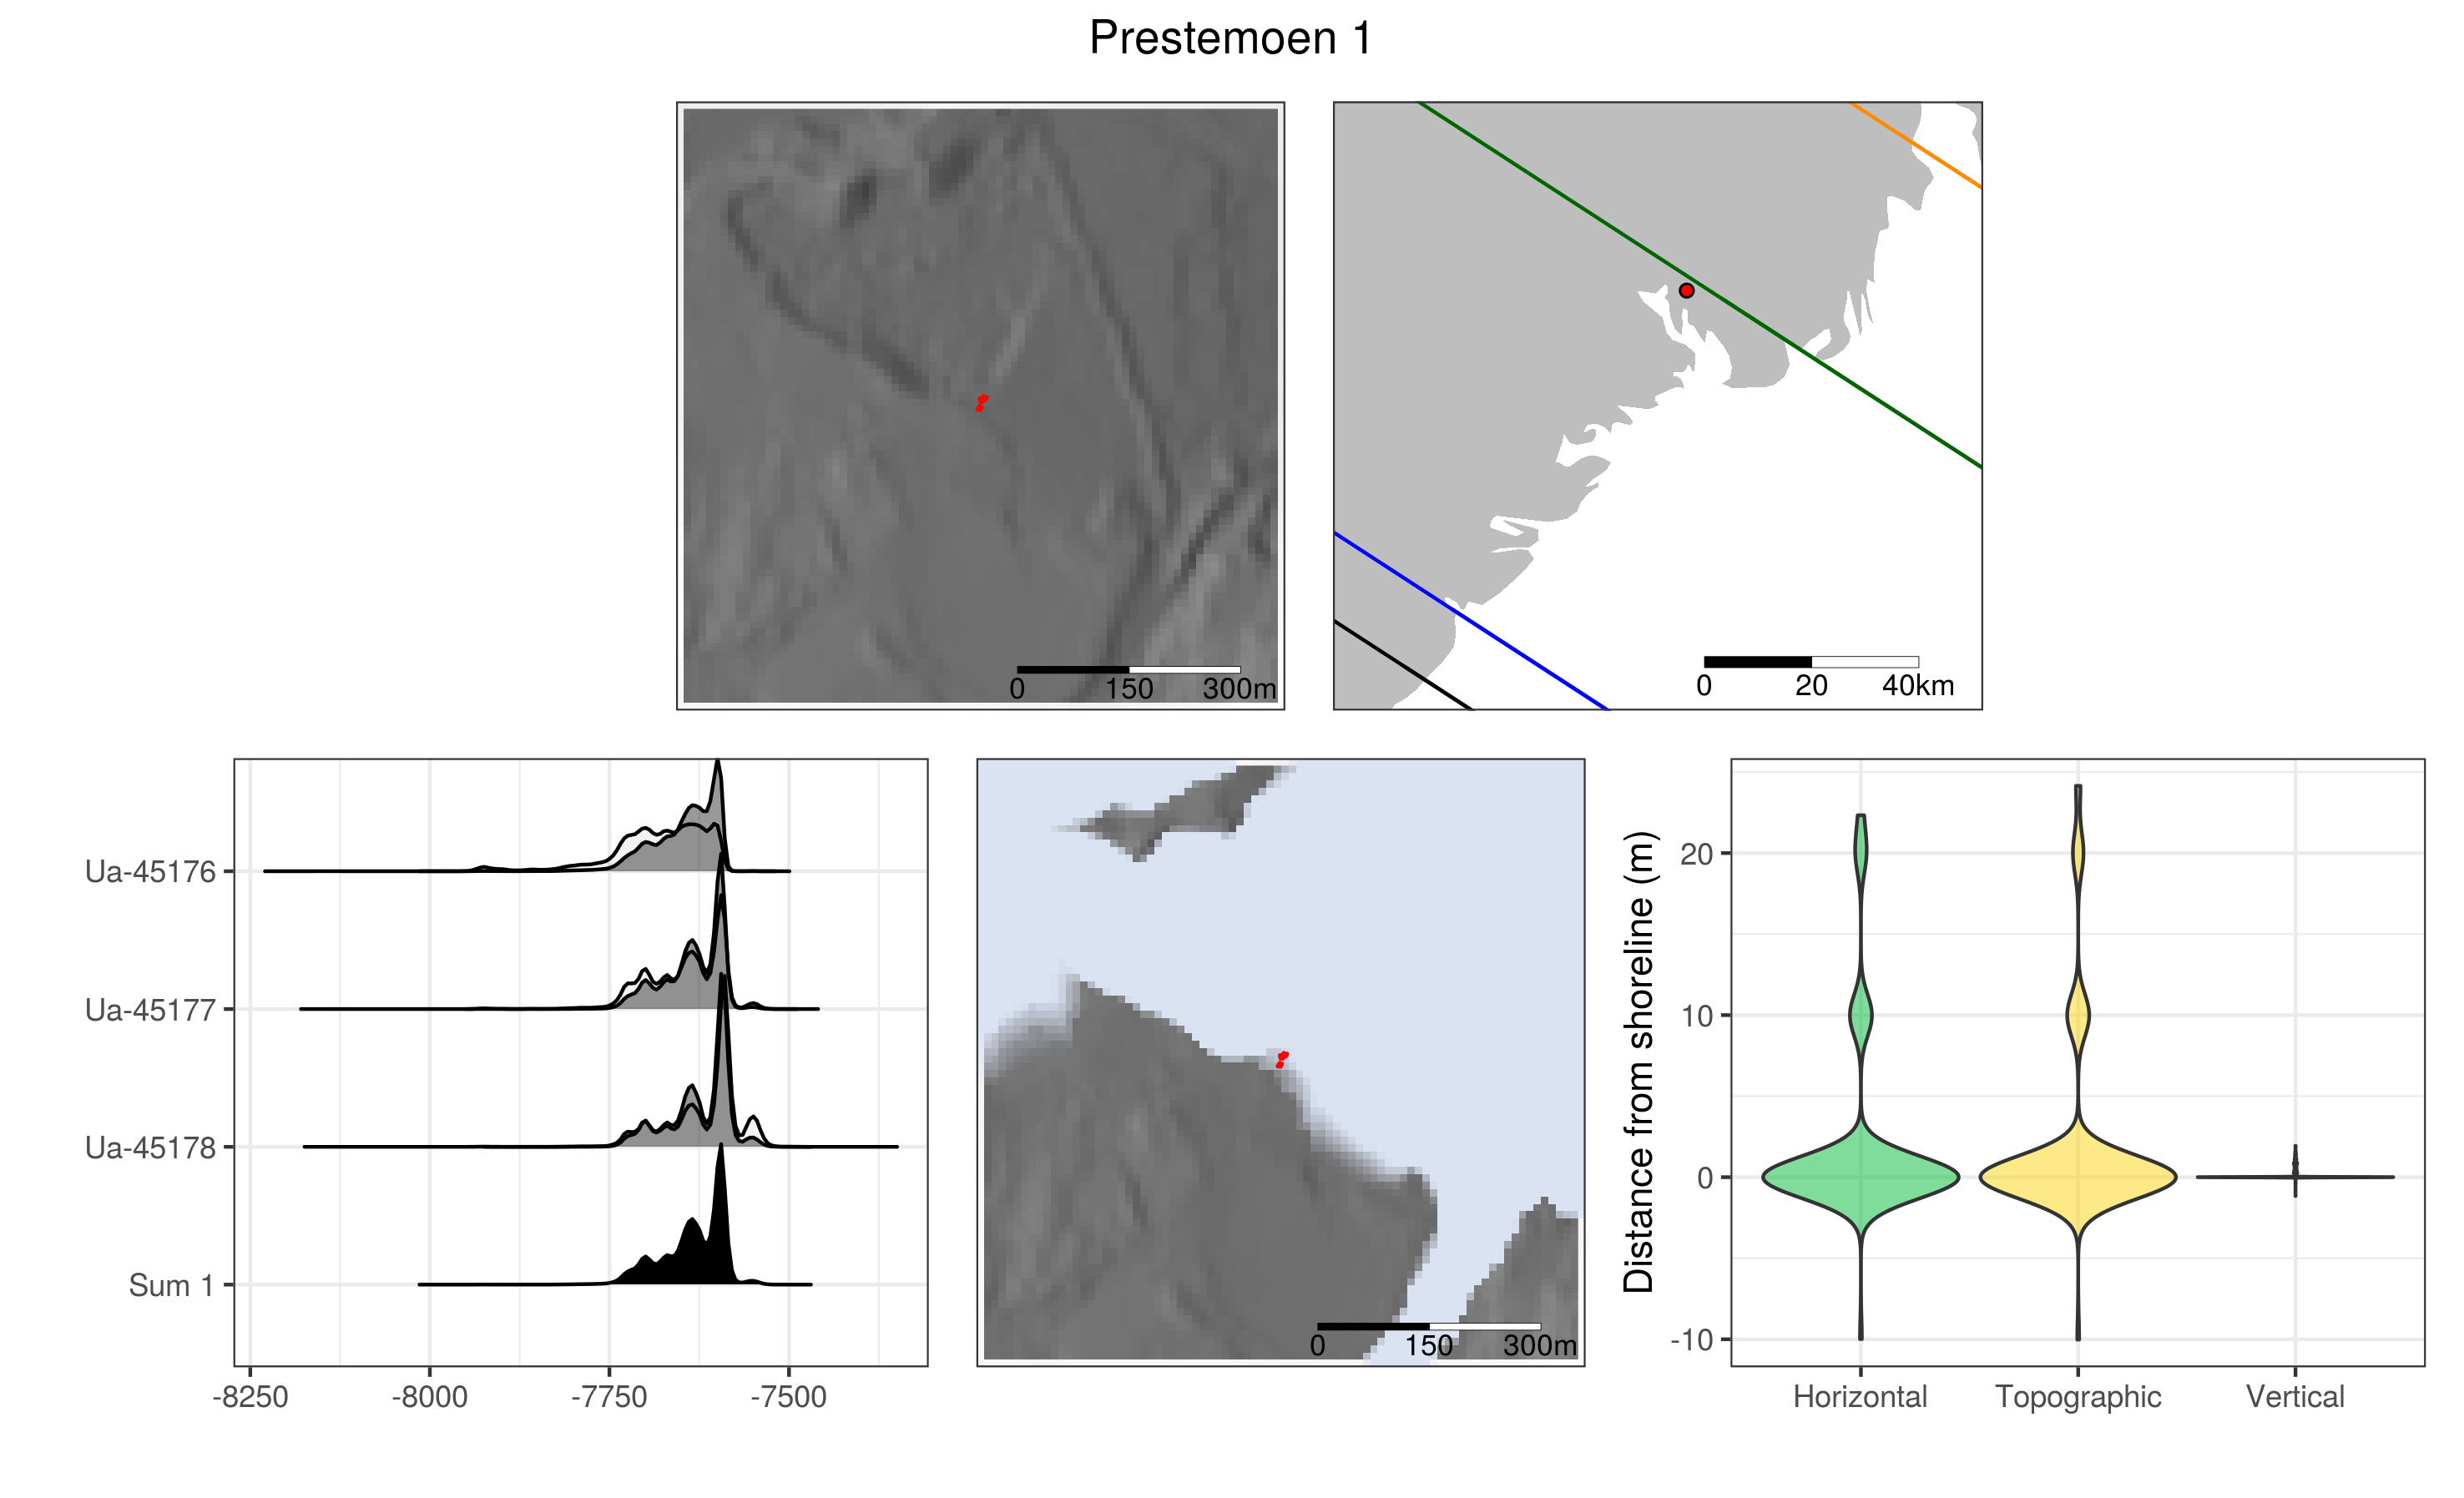 Prestemoen 1
0 150 300m
0 20 40km
Ua-45176
Ua-45177
Ua-45178
Sum 1
-8250 -8000 -7750 -7500
0 150 300m
Distance from shoreline (m)
20
10
0
-10
Horizontal Topographic Vertical